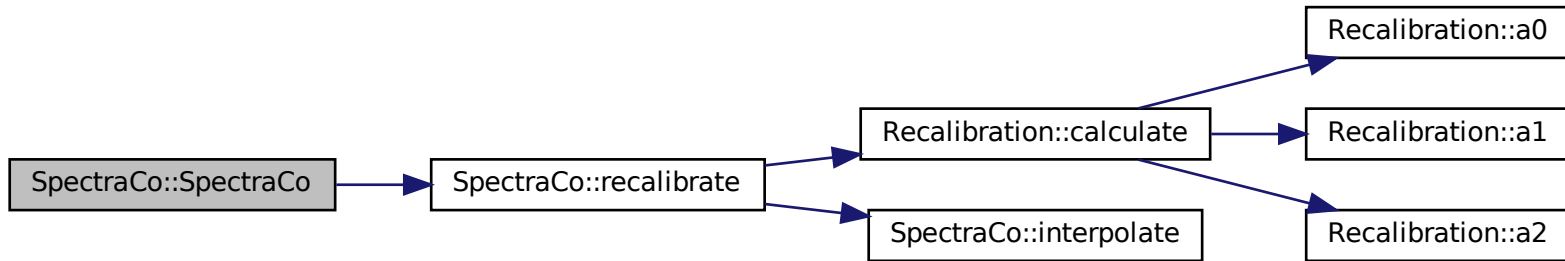 SpectraCo::SpectraCo
SpectraCo::recalibrate
Recalibration::calculate
SpectraCo::interpolate
Recalibration::a0
Recalibration::a1
Recalibration::a2